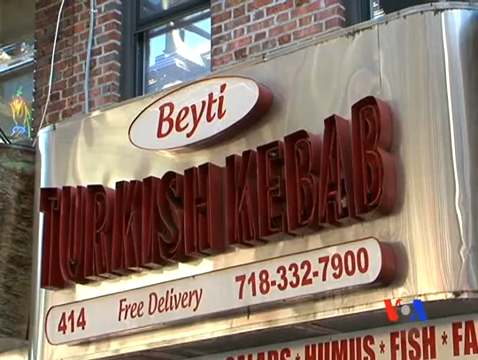 Beyti
TURKISH KEBAB
414 Free Delivery 718-332-7900
VOA
* HUMUS * FISH *